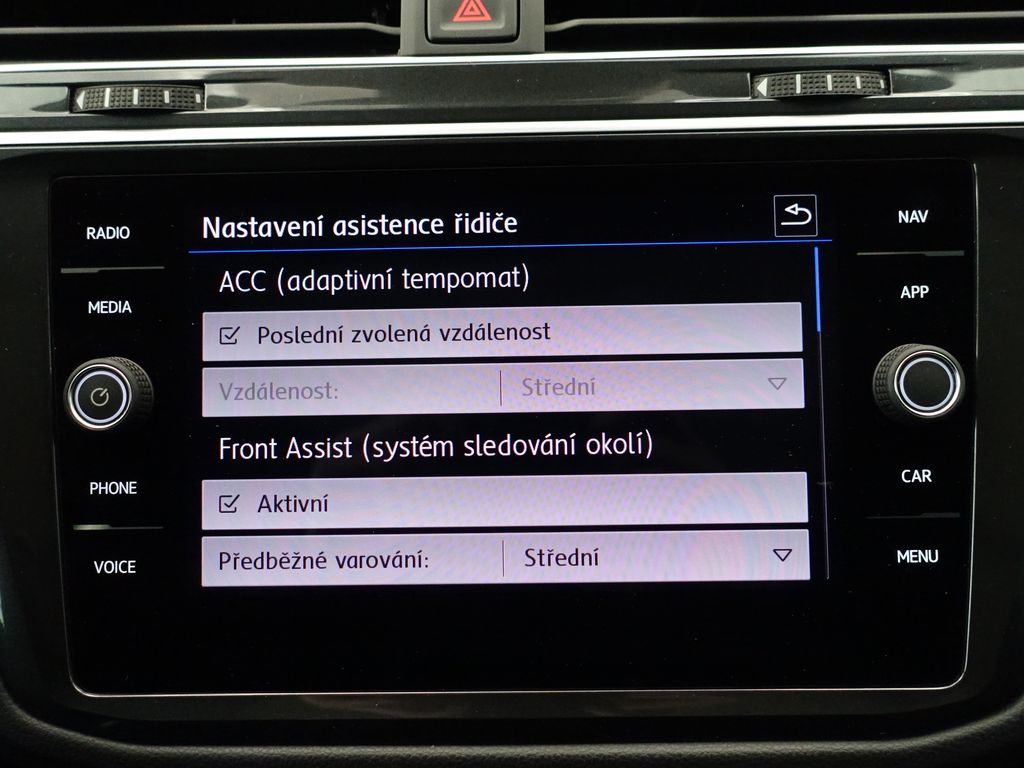 RADIO
MEDIA
PHONE
VOICE
Nastavení asistence řidiče
ACC (adaptivní tempomat)
Poslední zvolená vzdálenost
Vzdálenost: Střední
Front Assist (systém sledování okolí)
Aktivní
Předběžné varování: Střední
NAV
APP
CAR
MENU